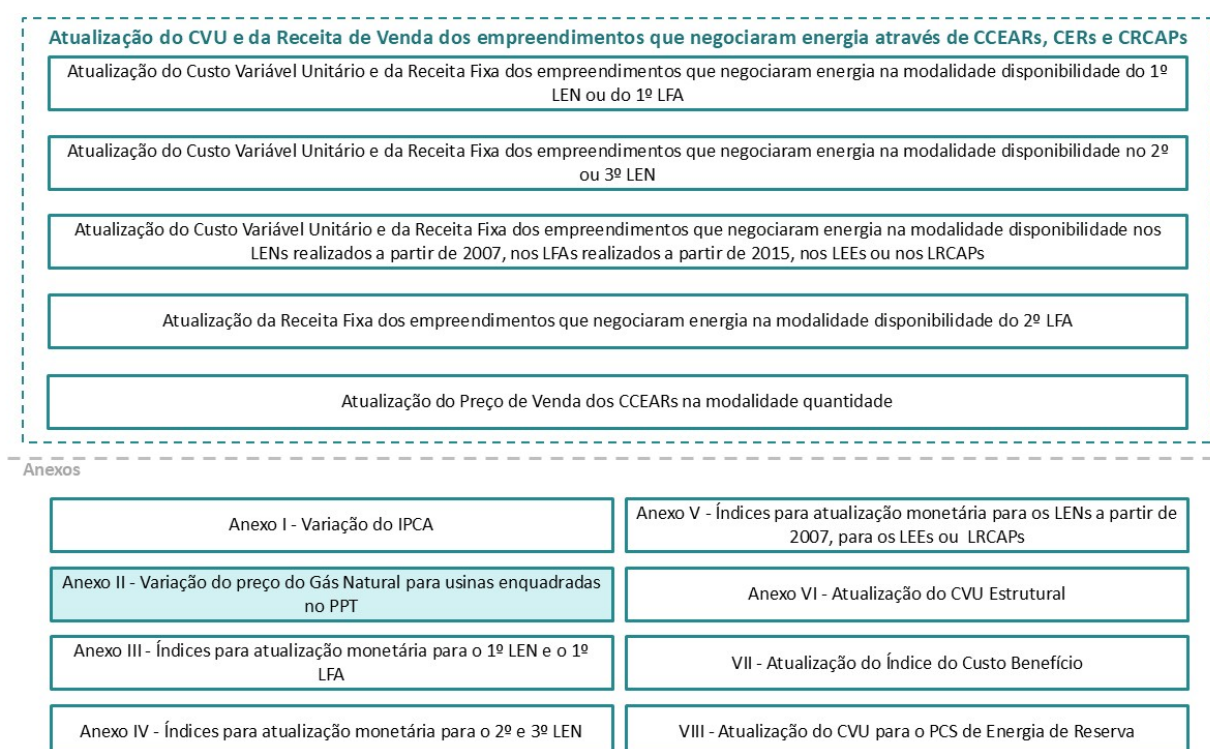 Atualização do CVU e da Receita de Venda dos empreendimentos que negociaram energia através de CCEARs, CERs e CRCAPs
Atualização do Custo Variável Unitário e da Receita Fixa dos empreendimentos que negociaram energia na modalidade disponibilidade do 1º
LEN ou do 1º LFA
Atualização do Custo Variável Unitário e da Receita Fixa dos empreendimentos que negociaram energia na modalidade disponibilidade no 2º
ou 3º LEN
Atualização do Custo Variável Unitário e da Receita Fixa dos empreendimentos que negociaram energia na modalidade disponibilidade nos
LENs realizados a partir de 2007, nos LFAs realizados a partir de 2015, nos LEEs ou nos LRCAPs
Atualização da Receita Fixa dos empreendimentos que negociaram energia na modalidade disponibilidade do 2º LFA
Atualização do Preço de Venda dos CCEARs na modalidade quantidade
Anexos
Anexo I - Variação do IPCA
Anexo II - Variação do preço do Gás Natural para usinas enquadradas
no PPT
Anexo III - Índices para atualização monetária para o 1º LEN e o 1º
LFA
Anexo IV - Índices para atualização monetária para o 2º e 3º LEN
Anexo V - Índices para atualização monetária para os LENs a partir de
2007, para os LEEs ou LRCAPs
Anexo VI - Atualização do CVU Estrutural
VII - Atualização do Índice do Custo Benefício
VIII - Atualização do CVU para o PCS de Energia de Reserva